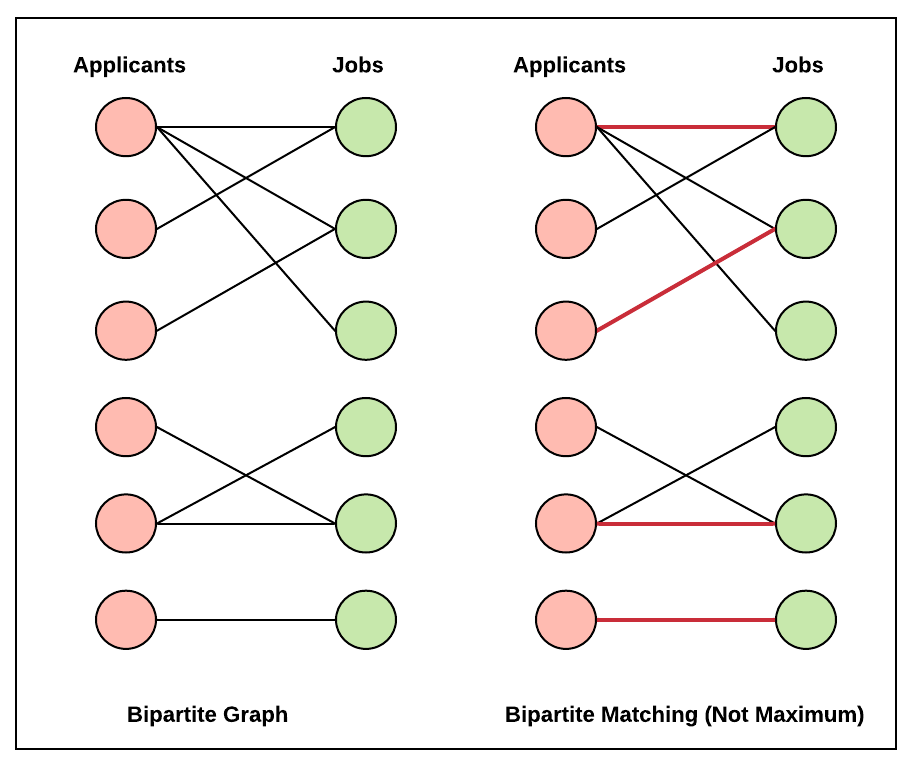 Applicants
Jobs
Applicants
Jobs
Bipartite Graph
Bipartite Matching (Not Maximum)